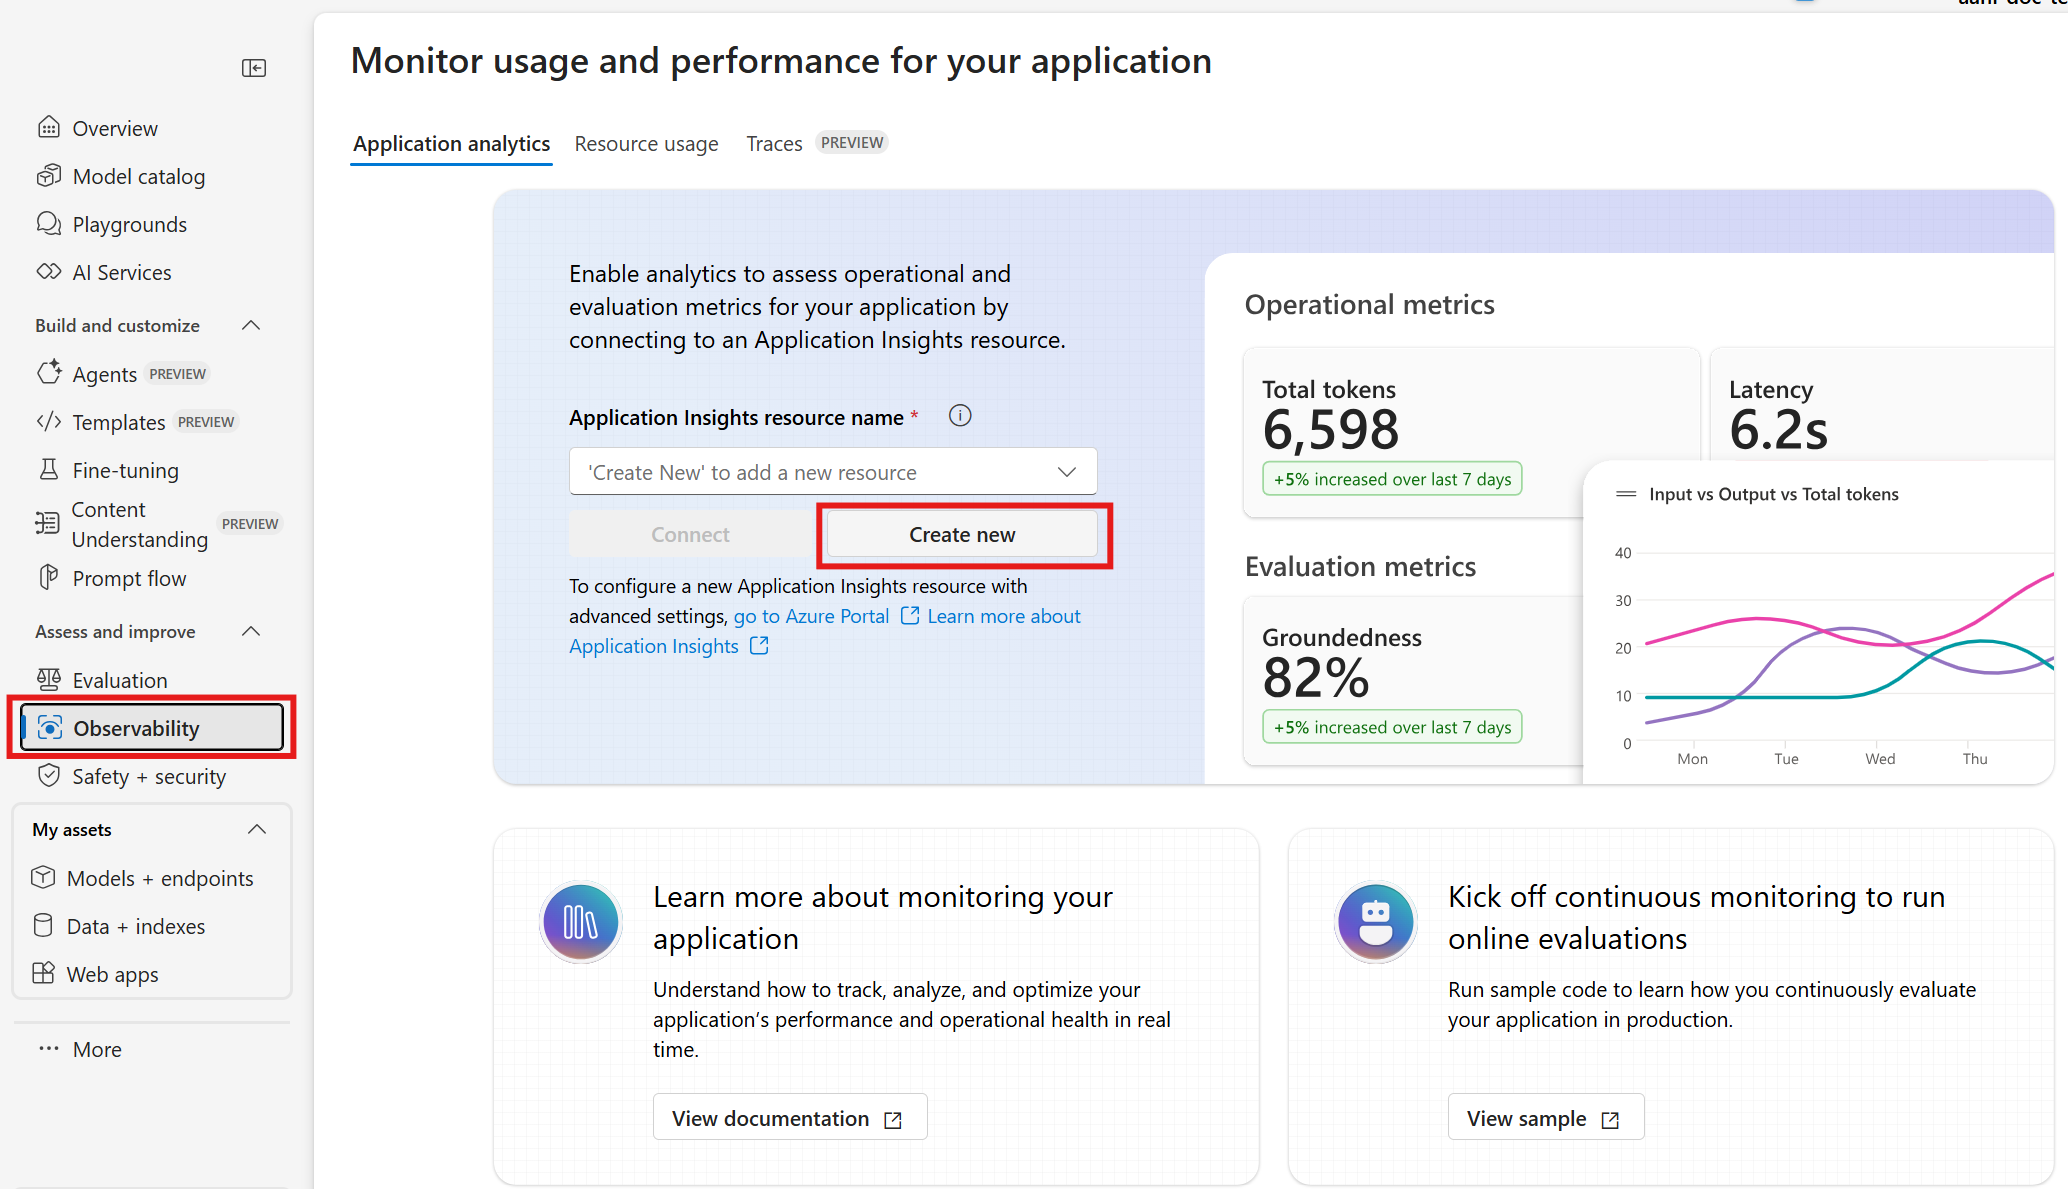 Monitor usage and performance for your application
Overview
Model catalog
Playgrounds
AI Services
Build and customize
Agents PREVIEW
Templates PREVIEW
Fine-tuning
Content
Understanding PREVIEW
Prompt flow
Assess and improve
Evaluation
Observability
Safety + security
My assets
Models + endpoints
Data + indexes
Web apps
More
Application analytics Resource usage Traces PREVIEW
Enable analytics to assess operational and
evaluation metrics for your application by
connecting to an Application Insights resource.
Application Insights resource name *
'Create New' to add a new resource
Connect Create new
To configure a new Application Insights resource with
advanced settings, go to Azure Portal Learn more about
Application Insights
Operational metrics
Total tokens
6,598
+5% increased over last 7 days
Latency
6.2s
Evaluation metrics
Groundedness
82%
+5% increased over last 7 days
Input vs Output vs Total tokens
40
30
20
10
0
Mon Tue Wed Thu
Learn more about monitoring your
application
Understand how to track, analyze, and optimize your
application’s performance and operational health in real
time.
View documentation
Kick off continuous monitoring to run
online evaluations
Run sample code to learn how you continuously evaluate
your application in production.
View sample